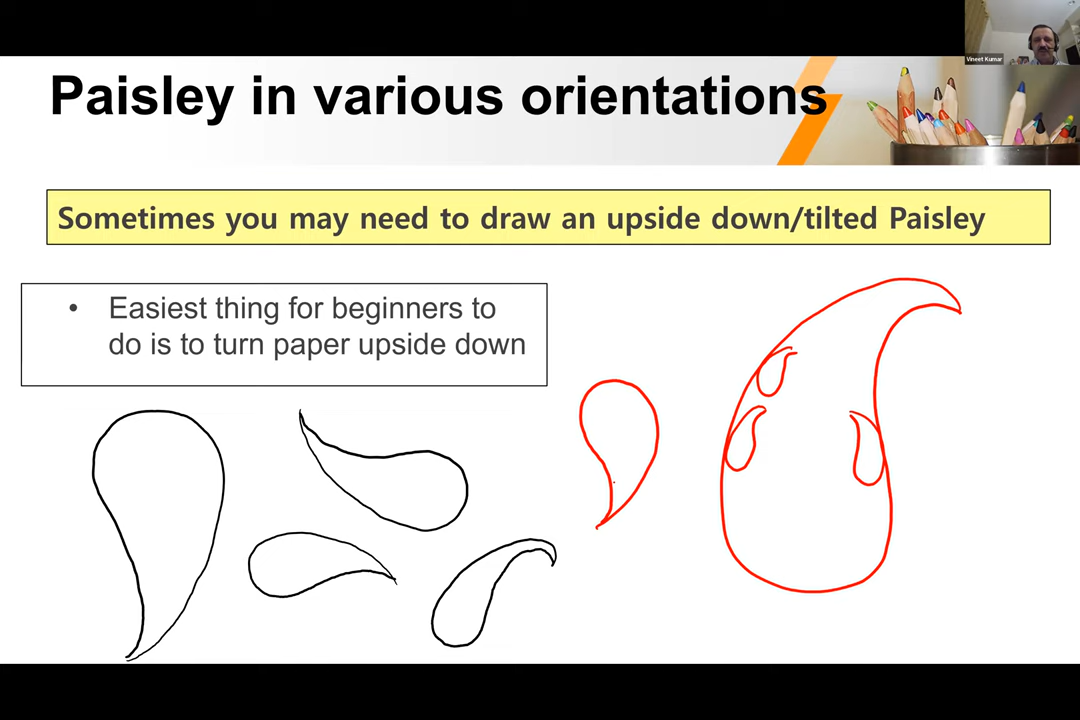 Vineet Kumar
Paisley in various orientations
Sometimes you may need to draw an upside down/tilted Paisley
• Easiest thing for beginners to
do is to turn paper upside down